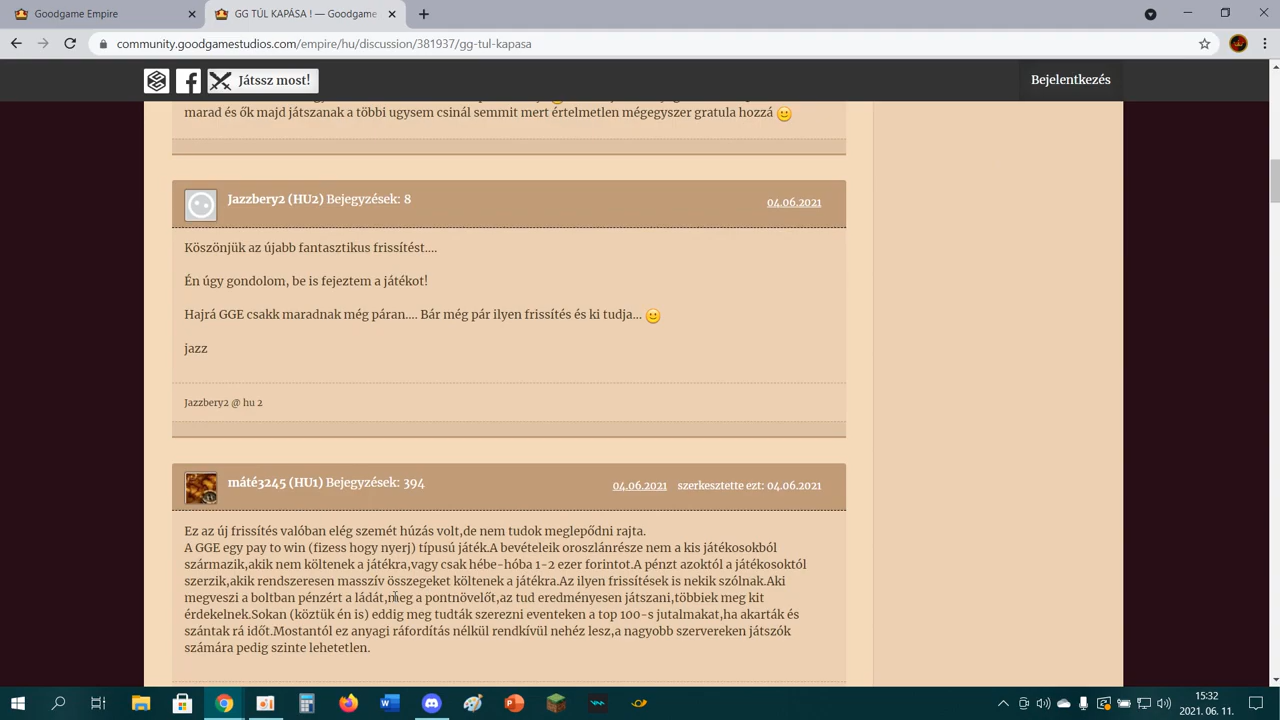 Goodgame Empire
GG TÚL KAPÁSA ! — Goodgame
community.goodgamestudios.com/empire/hu/discussion/381937/gg-tul-kapasa
Játssz most!
Bejelentkezés
marad és ők majd játszanak a többi ugysem csinál semmit mert értelmetlen mégegyszer gratula hozzá
Jazzbery2 (HU2) Bejegyzések: 8
04.06.2021
Köszönjük az újabb fantasztikus frissítést....
Én úgy gondolom, be is fejeztem a játékot!
Hajrá GGE csakk maradnak még páran.... Bár még pár ilyen frissítés és ki tudja...
jazz
Jazzbery2 @ hu 2
máté3245 (HU1) Bejegyzések: 394
04.06.2021 szerkesztette ezt: 04.06.2021
Ez az új frissítés valóban elég szemét húzás volt,de nem tudok meglepődni rajta.
A GGE egy pay to win (fizess hogy nyerj) típusú játék.A bevételeik oroszlánrésze nem a kis játékosokból
származik,akik nem költenek a játékra,vagy csak hébe-hóba 1-2 ezer forintot.A pénzt azoktól a játékosoktól
szerzik,akik rendszeresen masszív összegeket költenek a játékra.Az ilyen frissítések is nekik szólnak.Aki
megveszi a boltban pénzért a ládát,meg a pontnövelőt,az tud eredményesen játszani,többiek meg kit
érdekelnek.Sokan (köztük én is) eddig meg tudták szerezni eventeken a top 100-s jutalmakat,ha akarták és
szántak rá időt.Mostantól ez anyagi ráfordítás nélkül rendkívül nehéz lesz,a nagyobb szervereken játszók
számára pedig szinte lehetetlen.
15:32
2021. 06. 11.